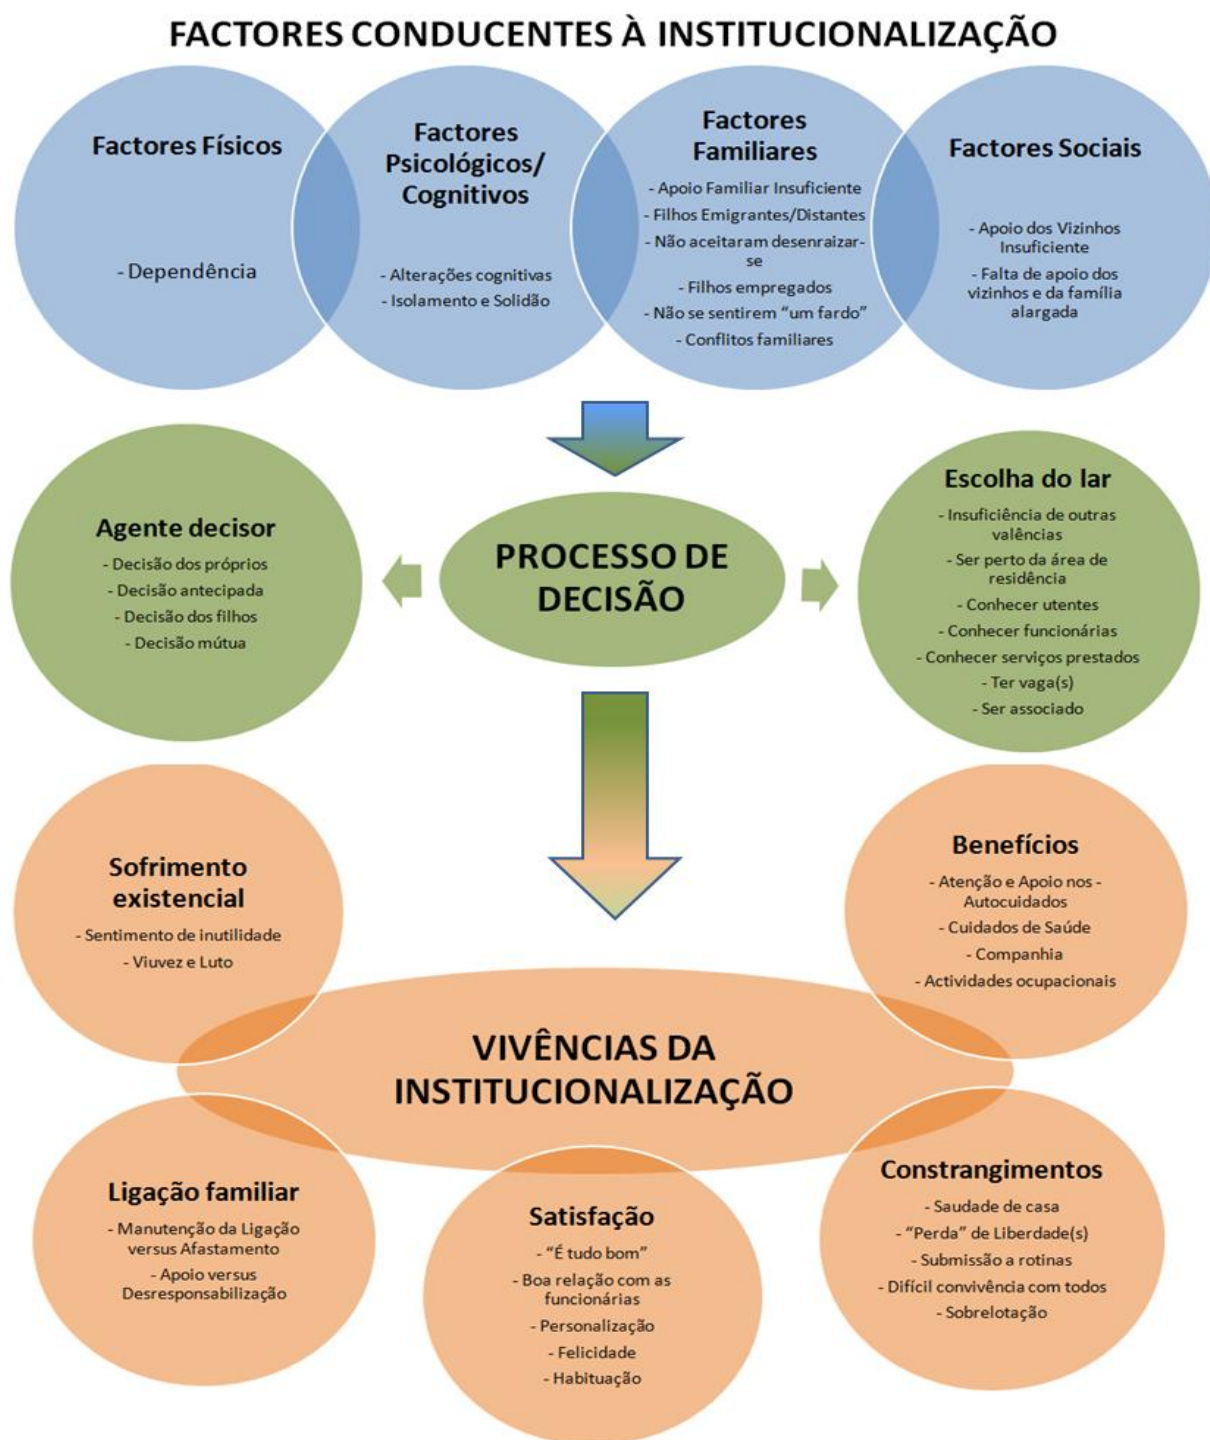 FACTORES CONDUCENTES À INSTITUCIONALIZAÇÃO
Factores Físicos
- Dependência
Factores
Psicológicos/
Cognitivos
- Alterações cognitivas
- Isolamento e Solidão
Factores
Familiares
- Apoio Familiar Insuficiente
- Filhos Emigrantes/Distantes
- Não aceitaram desenraizar-
se
- Filhos empregados
- Não se sentirem “um fardo”
- Conflitos familiares
Factores Sociais
- Apoio dos Vizinhos
Insuficiente
- Falta de apoio dos
vizinhos e da família
alargada
Agente decisor
- Decisão dos próprios
- Decisão antecipada
- Decisão dos filhos
- Decisão mútua
PROCESSO DE
DECISÃO
Escolha do lar
- Insuficiência de outras
valências
- Ser perto da área de
residência
- Conhecer utentes
- Conhecer funcionárias
- Conhecer serviços prestados
- Ter vaga(s)
- Ser associado
Sofrimento
existencial
- Sentimento de inutilidade
- Viuvez e Luto
Benefícios
- Atenção e Apoio nos -
Autocuidados
- Cuidados de Saúde
- Companhia
- Actividades ocupacionais
VIVÊNCIAS DA
INSTITUCIONALIZAÇÃO
Ligação familiar
- Manutenção da Ligação
versus Afastamento
- Apoio versus
Desresponsabilização
Satisfação
- “É tudo bom”
- Boa relação com as
funcionárias
- Personalização
- Felicidade
- Habituação
Constrangimentos
- Saudade de casa
- “Perda” de Liberdade(s)
- Submissão a rotinas
- Difícil convivência com todos
- Sobrelotação